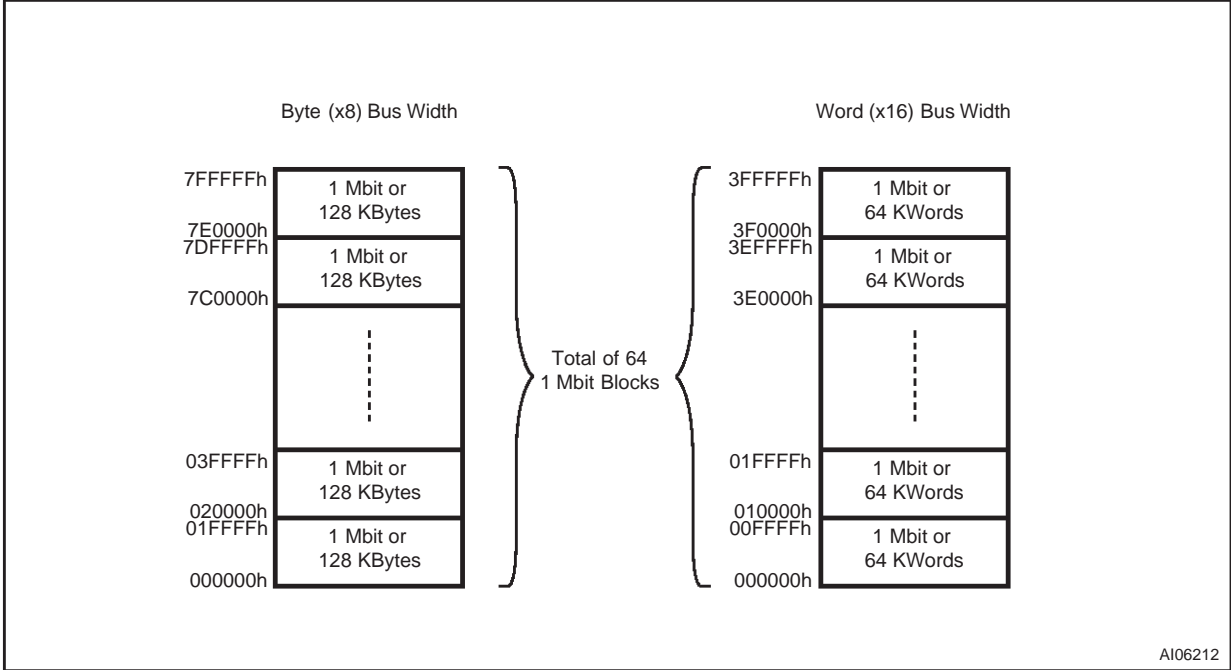 Byte (x8) Bus Width
Word (x16) Bus Width
7FFFFFh
1 Mbit or
128 KBytes
7E0000h
7DFFFFh
1 Mbit or
128 KBytes
7C0000h
03FFFFh
1 Mbit or
128 KBytes
020000h
01FFFFh
1 Mbit or
128 KBytes
000000h
Total of 64
1 Mbit Blocks
3FFFFFh
1 Mbit or
64 KWords
3F0000h
3EFFFFh
1 Mbit or
64 KWords
3E0000h
01FFFFh
1 Mbit or
64 KWords
010000h
00FFFFh
1 Mbit or
64 KWords
000000h
AI06212